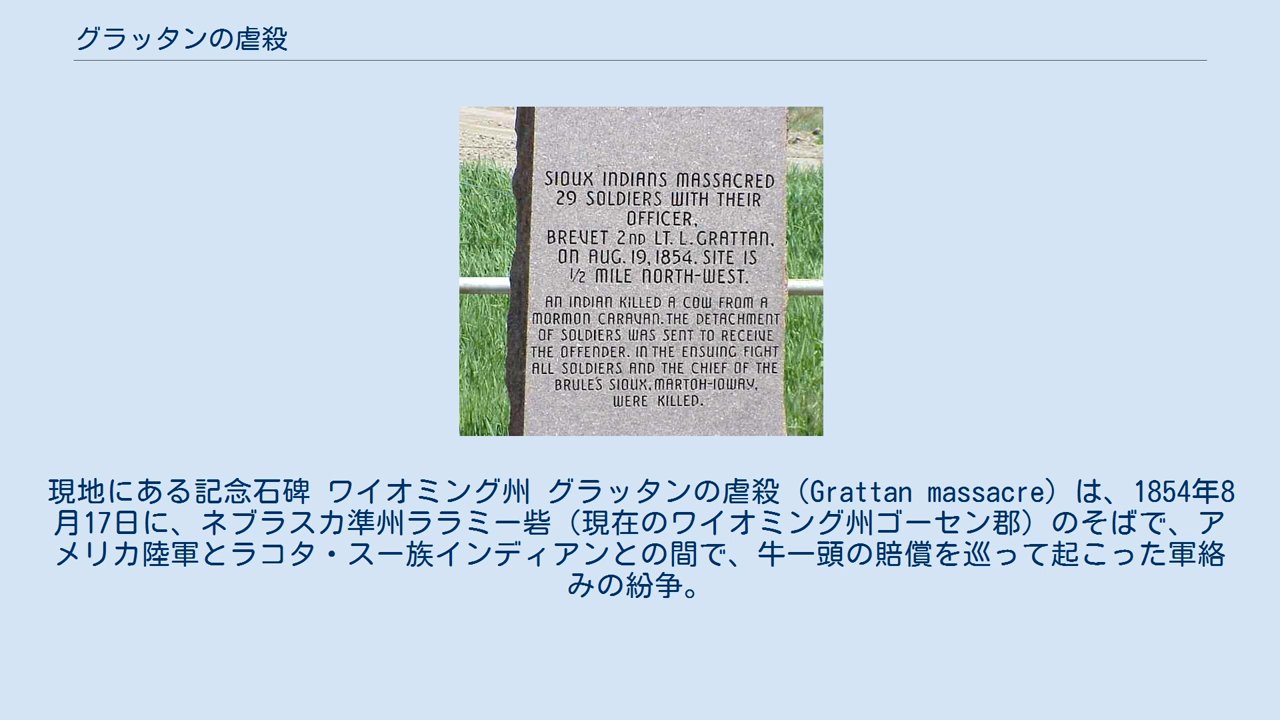 グラッタンの虐殺
SIOUX INDIANS MASSACRED
29 SOLDIERS WITH THEIR
OFFICER,
BREVET 2ND LT. L. GRATTAN,
ON AUG. 19, 1854. SITE IS
1/2 MILE NORTH-WEST.
AN INDIAN KILLED A COW FROM A
MORMON CARAVAN. THE DETACHMENT
OF SOLDIERS WAS SENT TO RECEIVE
THE OFFENDER. IN THE ENSUING FIGHT
ALL SOLDIERS AND THE CHIEF OF THE
BRULE'S SIOUX, MARTOH-IOWAY,
WERE KILLED.
現地にある記念石碑 ワイオミング州 グラッタンの虐殺（Grattan massacre）は、1854年8
月17日に、ネブラスカ準州ララミー砦（現在のワイオミング州ゴーセン郡）のそばで、ア
メリカ陸軍とラコタ・スー族インディアンとの間で、牛一頭の賠償を巡って起こった軍絡
みの紛争。